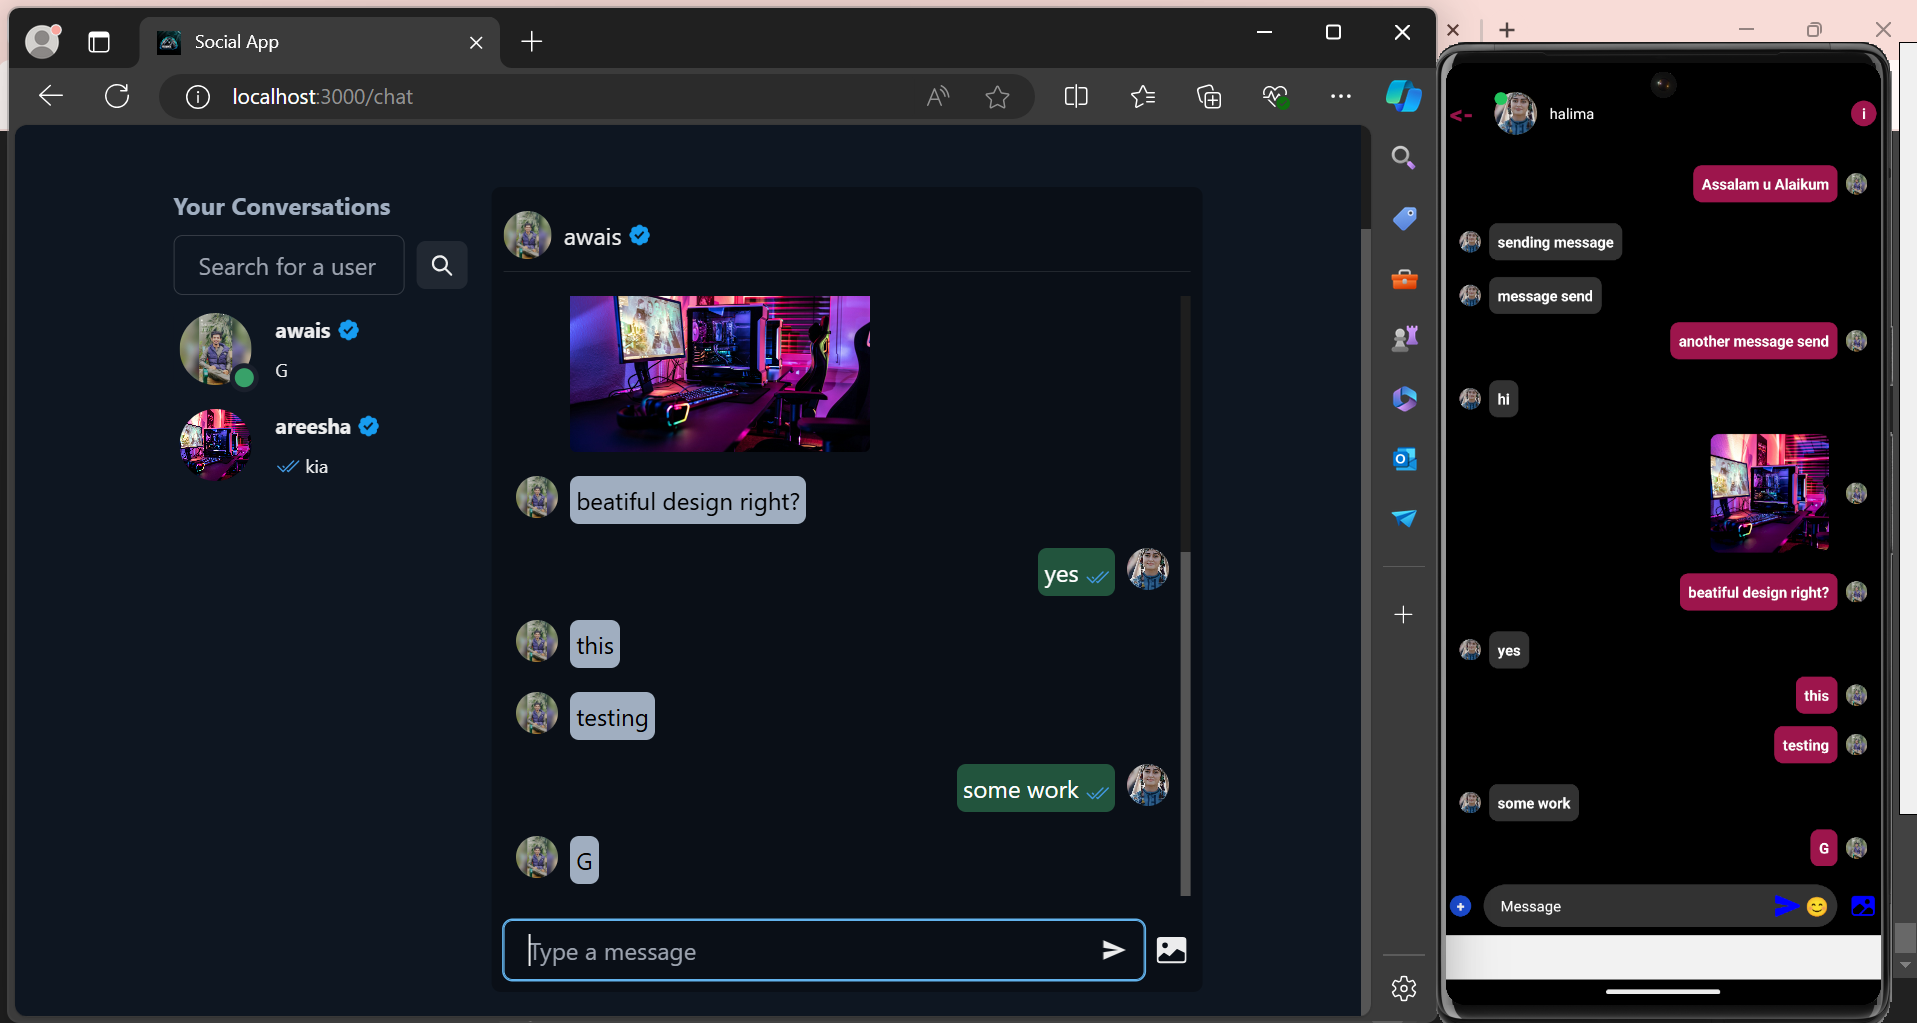 Social App
localhost:3000/chat
Your Conversations
Search for a user
awais
G
areesha
kia
awais
beatiful design right?
yes
this
testing
some work
G
Type a message
halima
i
Assalam u Alaikum
sending message
message send
another message send
hi
beatiful design right?
yes
this
testing
some work
G
Message